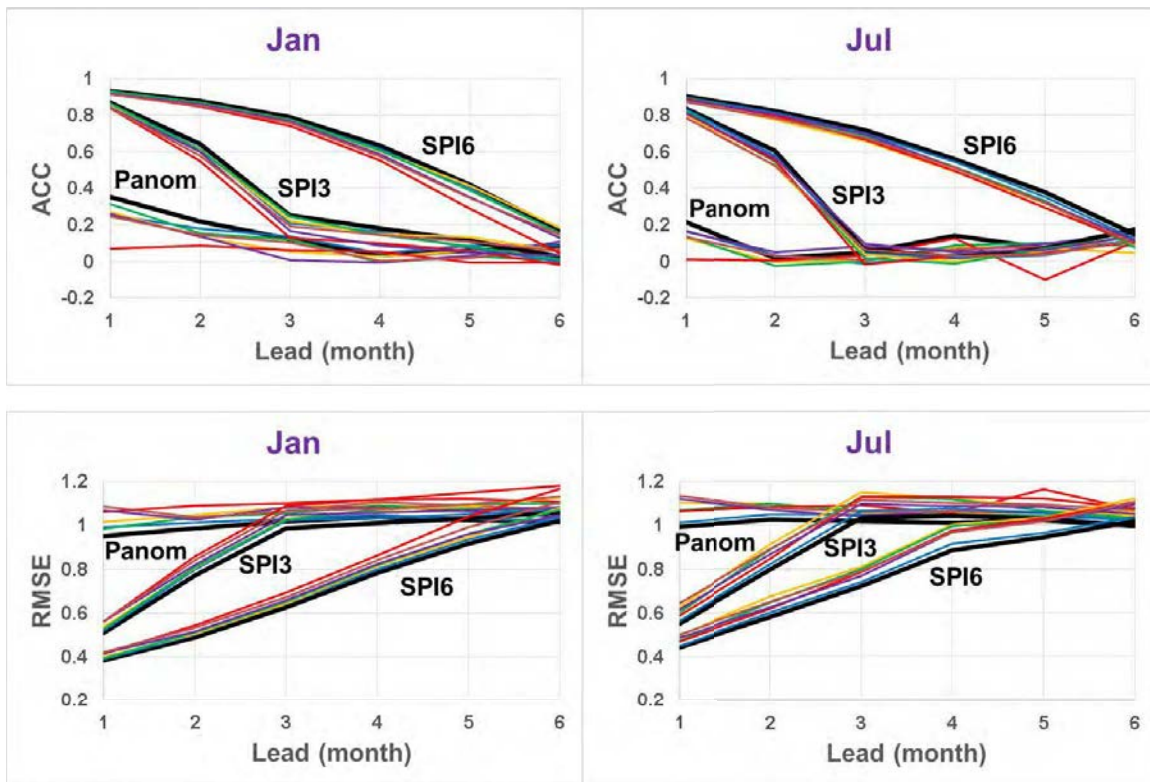 Jan
1
0.8
0.6
0.4
0.2
0
-0.2
ACC
Panom
SPI3
SPI6
1 2 3 4 5 6
Lead (month)
Jul
1
0.8
0.6
0.4
0.2
0
-0.2
ACC
Panom
SPI3
SPI6
1 2 3 4 5 6
Lead (month)
Jan
1.2
1
0.8
0.6
0.4
0.2
RMSE
Panom
SPI3
SPI6
1 2 3 4 5 6
Lead (month)
Jul
1.2
1
0.8
0.6
0.4
0.2
RMSE
Panom
SPI3
SPI6
1 2 3 4 5 6
Lead (month)